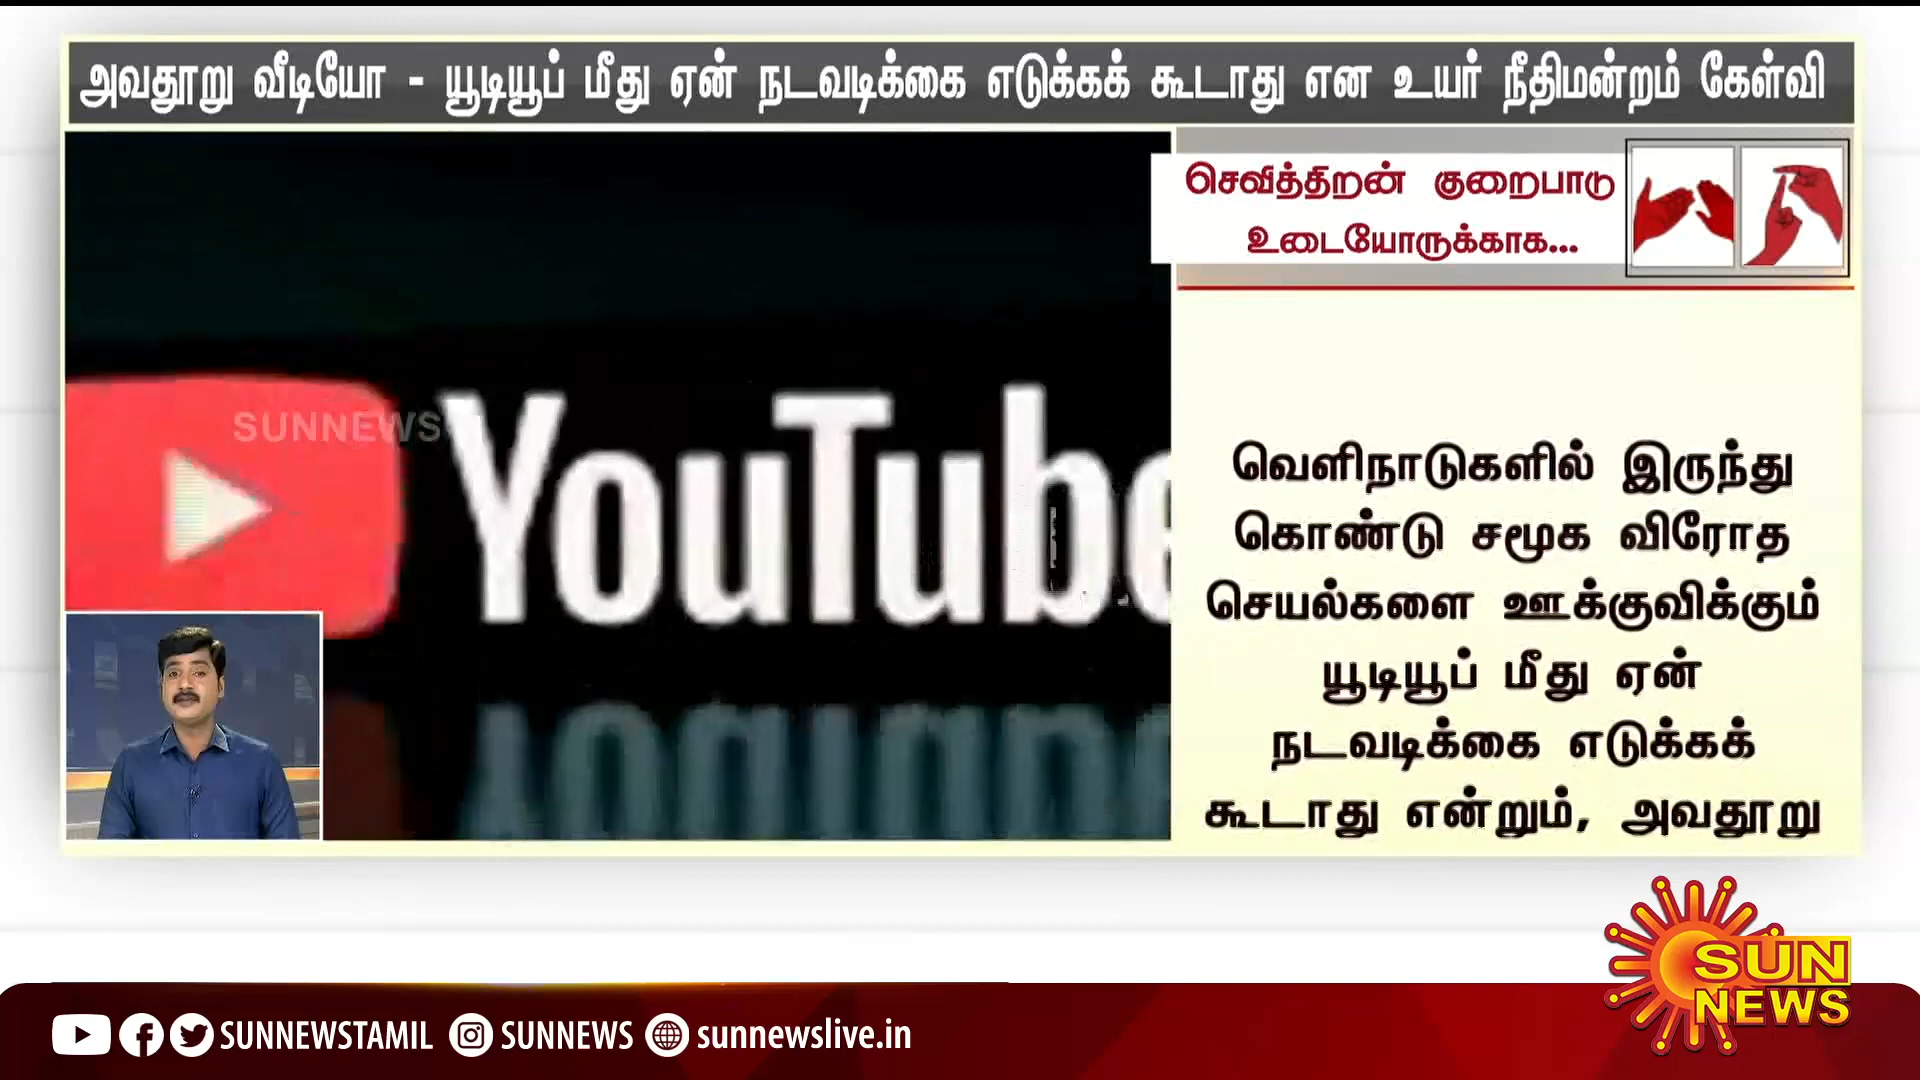 அவதூறு வீடியோ - யூடியூப் மீது ஏன் நடவடிக்கை எடுக்கக் கூடாது என உயர் நீதிமன்றம் கேள்வி
செவித்திறன் குறைபாடு
உடையோருக்காக...
SUNNEWS
YouTube
வெளிநாடுகளில் இருந்து
கொண்டு சமூக விரோத
செயல்களை ஊக்குவிக்கும்
யூடியூப் மீது ஏன்
நடவடிக்கை எடுக்கக்
கூடாது என்றும், அவதூறு
SUN
NEWS
SUNNEWSTAMIL SUNNEWS sunnewslive.in